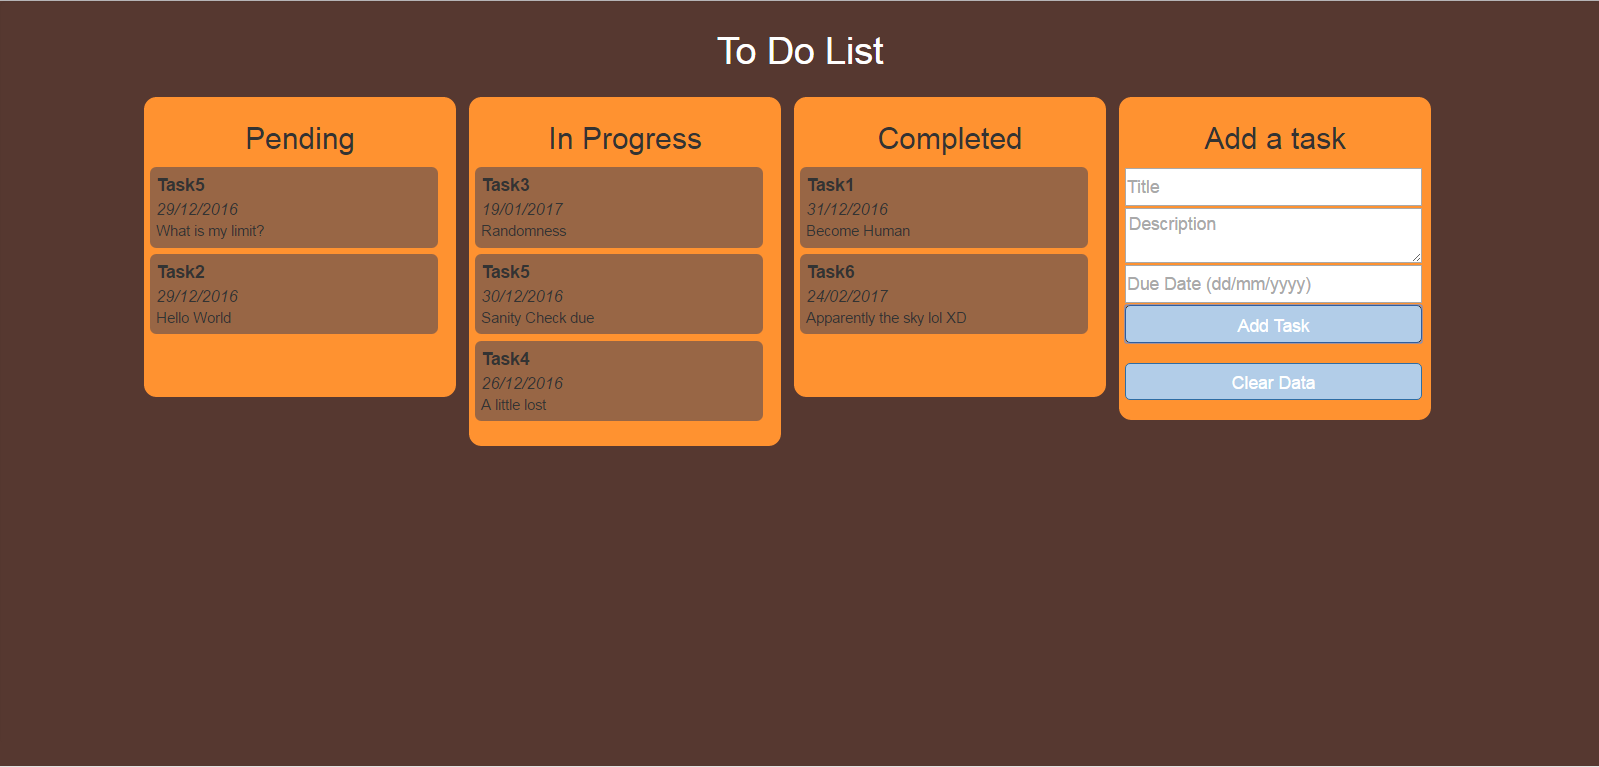 To Do List
Pending
Task5
29/12/2016
What is my limit?
Task2
29/12/2016
Hello World
In Progress
Task3
19/01/2017
Randomness
Task5
30/12/2016
Sanity Check due
Task4
26/12/2016
A little lost
Completed
Task1
31/12/2016
Become Human
Task6
24/02/2017
Apparently the sky lol XD
Add a task
Title
Description
Due Date (dd/mm/yyyy)
Add Task
Clear Data